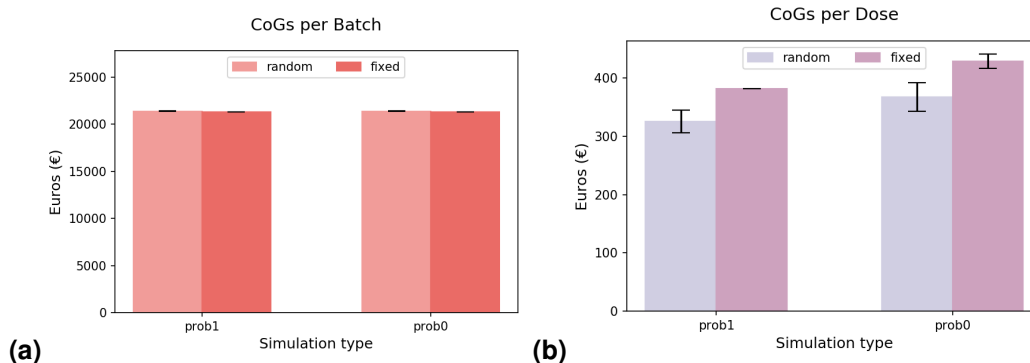 CoGs per Batch
random fixed
25000
20000
15000
10000
5000
0
Euros (€)
prob1 prob0
Simulation type
(a)
CoGs per Dose
random fixed
400
300
200
100
0
Euros (€)
prob1 prob0
Simulation type
(b)